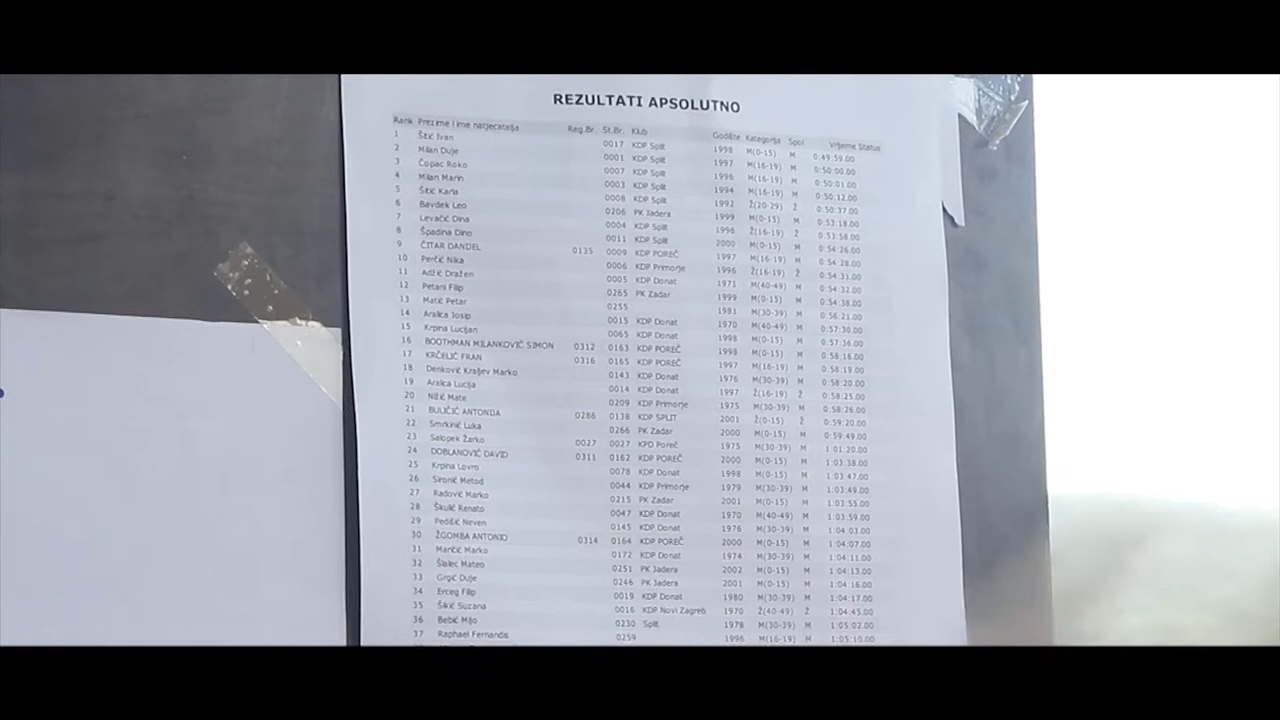 REZULTATI APSOLUTNO
Rank Prezime i ime natjecatelja Reg.Br. St.Br. Klub Godište Kategorija Spol Vrijeme Status
1 Šitić Ivan 0017 KDP Split 1998 M(0-15) M 0:49:59.00
2 Milan Duje 0001 KDP Split 1997 M(16-19) M 0:50:00.00
3 Čopac Roko 0007 KDP Split 1996 M(16-19) M 0:50:01.00
4 Milan Marin 0003 KDP Split 1994 M(16-19) M 0:50:12.00
5 Šitić Karla 0008 KDP Split 1992 Ž(20-29) Ž 0:50:37.00
6 Bavdek Leo 0206 PK Jadera 1999 M(0-15) M 0:53:18.00
7 Levačić Dina 0004 KDP Split 1996 Ž(16-19) Ž 0:53:58.00
8 Špadina Dino 0011 KDP Split 2000 M(0-15) M 0:54:26.00
9 ČITAR DANIJEL 0135 0009 KDP POREČ 1997 M(16-19) M 0:54:28.00
10 Perčić Nika 0006 KDP Primorje 1996 Ž(16-19) Ž 0:54:31.00
11 Adžić Dražen 0005 KDP Donat 1971 M(40-49) M 0:54:32.00
12 Petani Filip 0265 PK Zadar 1999 M(0-15) M 0:54:38.00
13 Matić Petar 0255 1981 M(30-39) M 0:56:21.00
14 Aralica Josip 0015 KDP Donat 1970 M(40-49) M 0:57:30.00
15 Krpina Lucijan 0065 KDP Donat 1998 M(0-15) M 0:57:36.00
16 BOOTHMAN MILANKOVIĆ SIMON 0312 0163 KDP POREČ 1998 M(0-15) M 0:58:16.00
17 KRČELIĆ FRAN 0316 0165 KDP POREČ 1997 M(16-19) M 0:58:19.00
18 Denković Kraljev Marko 0143 KDP Donat 1976 M(30-39) M 0:58:20.00
19 Aralica Lucija 0014 KDP Donat 1997 Ž(16-19) Ž 0:58:25.00
20 Nižić Mate 0209 KDP Primorje 1975 M(30-39) M 0:58:26.00
21 BULIČIĆ ANTONIJA 0286 0138 KDP SPLIT 2001 Ž(0-15) Ž 0:59:20.00
22 Smrkinić Luka 0266 PK Zadar 2000 M(0-15) M 0:59:49.00
23 Salopek Žarko 0027 0027 KPD Poreč 1975 M(30-39) M 1:01:20.00
24 DOBLANOVIĆ DAVID 0311 0162 KDP POREČ 2000 M(0-15) M 1:03:38.00
25 Krpina Lovro 0078 KDP Donat 1998 M(0-15) M 1:03:47.00
26 Sironić Metod 0044 KDP Primorje 1979 M(30-39) M 1:03:49.00
27 Radović Marko 0215 PK Zadar 2001 M(0-15) M 1:03:55.00
28 Škulić Renato 0047 KDP Donat 1970 M(40-49) M 1:03:59.00
29 Pedišić Neven 0145 KDP Donat 1976 M(30-39) M 1:04:03.00
30 ŽGOMBA ANTONIO 0314 0164 KDP POREČ 2000 M(0-15) M 1:04:07.00
31 Maričić Marko 0172 KDP Donat 1974 M(30-39) M 1:04:11.00
32 Šialec Mateo 0251 PK Jadera 2002 M(0-15) M 1:04:13.00
33 Grgić Duje 0246 PK Jadera 2001 M(0-15) M 1:04:16.00
34 Erceg Filip 0019 KDP Donat 1980 M(30-39) M 1:04:17.00
35 Šikić Suzana 0016 KDP Novi Zagreb 1970 Ž(40-49) Ž 1:04:45.00
36 Bebić Mijo 0230 Split 1978 M(30-39) M 1:05:02.00
37 Raphael Fernandis 0259 1996 M(16-19) M 1:05:10.00